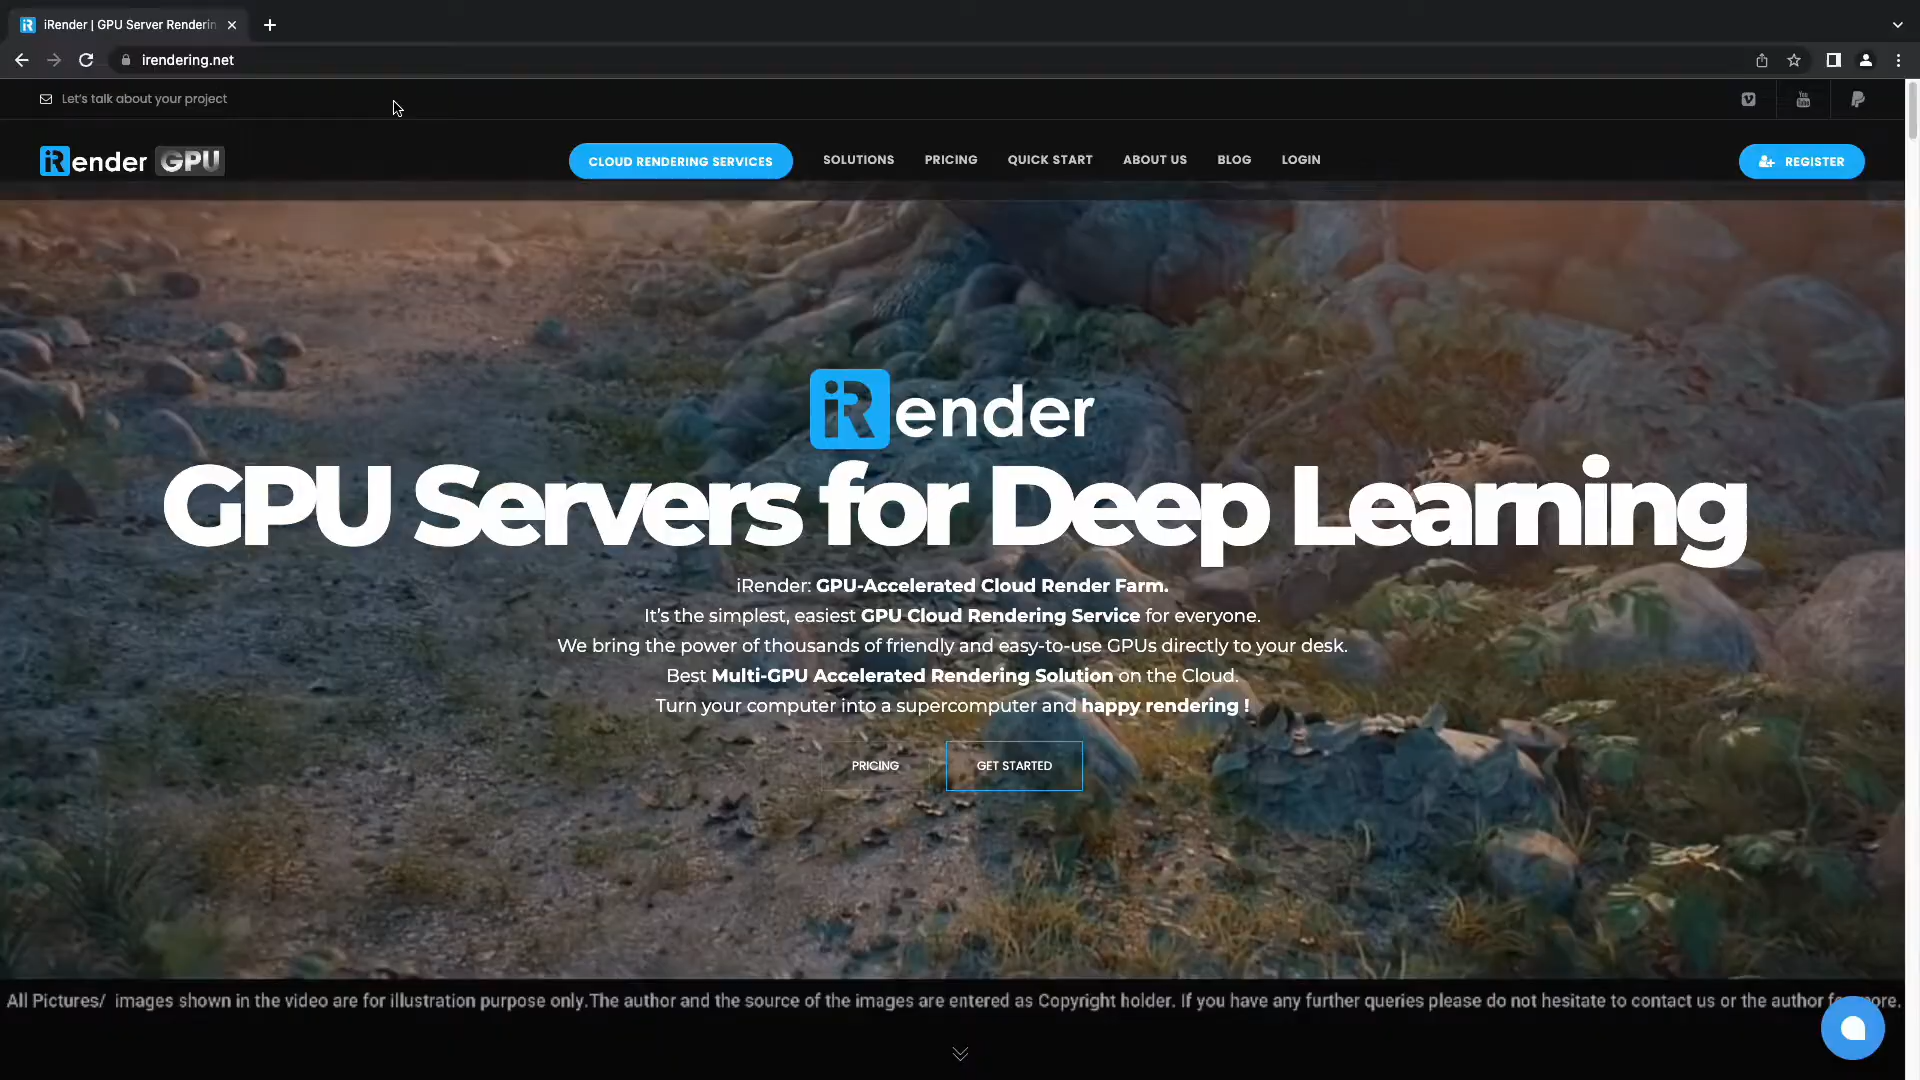 iRender | GPU Server Renderin
irendering.net
Let's talk about your project
iRender GPU
CLOUD RENDERING SERVICES
SOLUTIONS
PRICING
QUICK START
ABOUT US
BLOG
LOGIN
REGISTER
iRender
GPU Servers for Deep Learning
iRender: GPU-Accelerated Cloud Render Farm.
It's the simplest, easiest GPU Cloud Rendering Service for everyone.
We bring the power of thousands of friendly and easy-to-use GPUs directly to your desk.
Best Multi-GPU Accelerated Rendering Solution on the Cloud.
Turn your computer into a supercomputer and happy rendering !
PRICING
GET STARTED
All Pictures/ images shown in the video are for illustration purpose only.The author and the source of the images are entered as Copyright holder. If you have any further queries please do not hesitate to contact us or the author